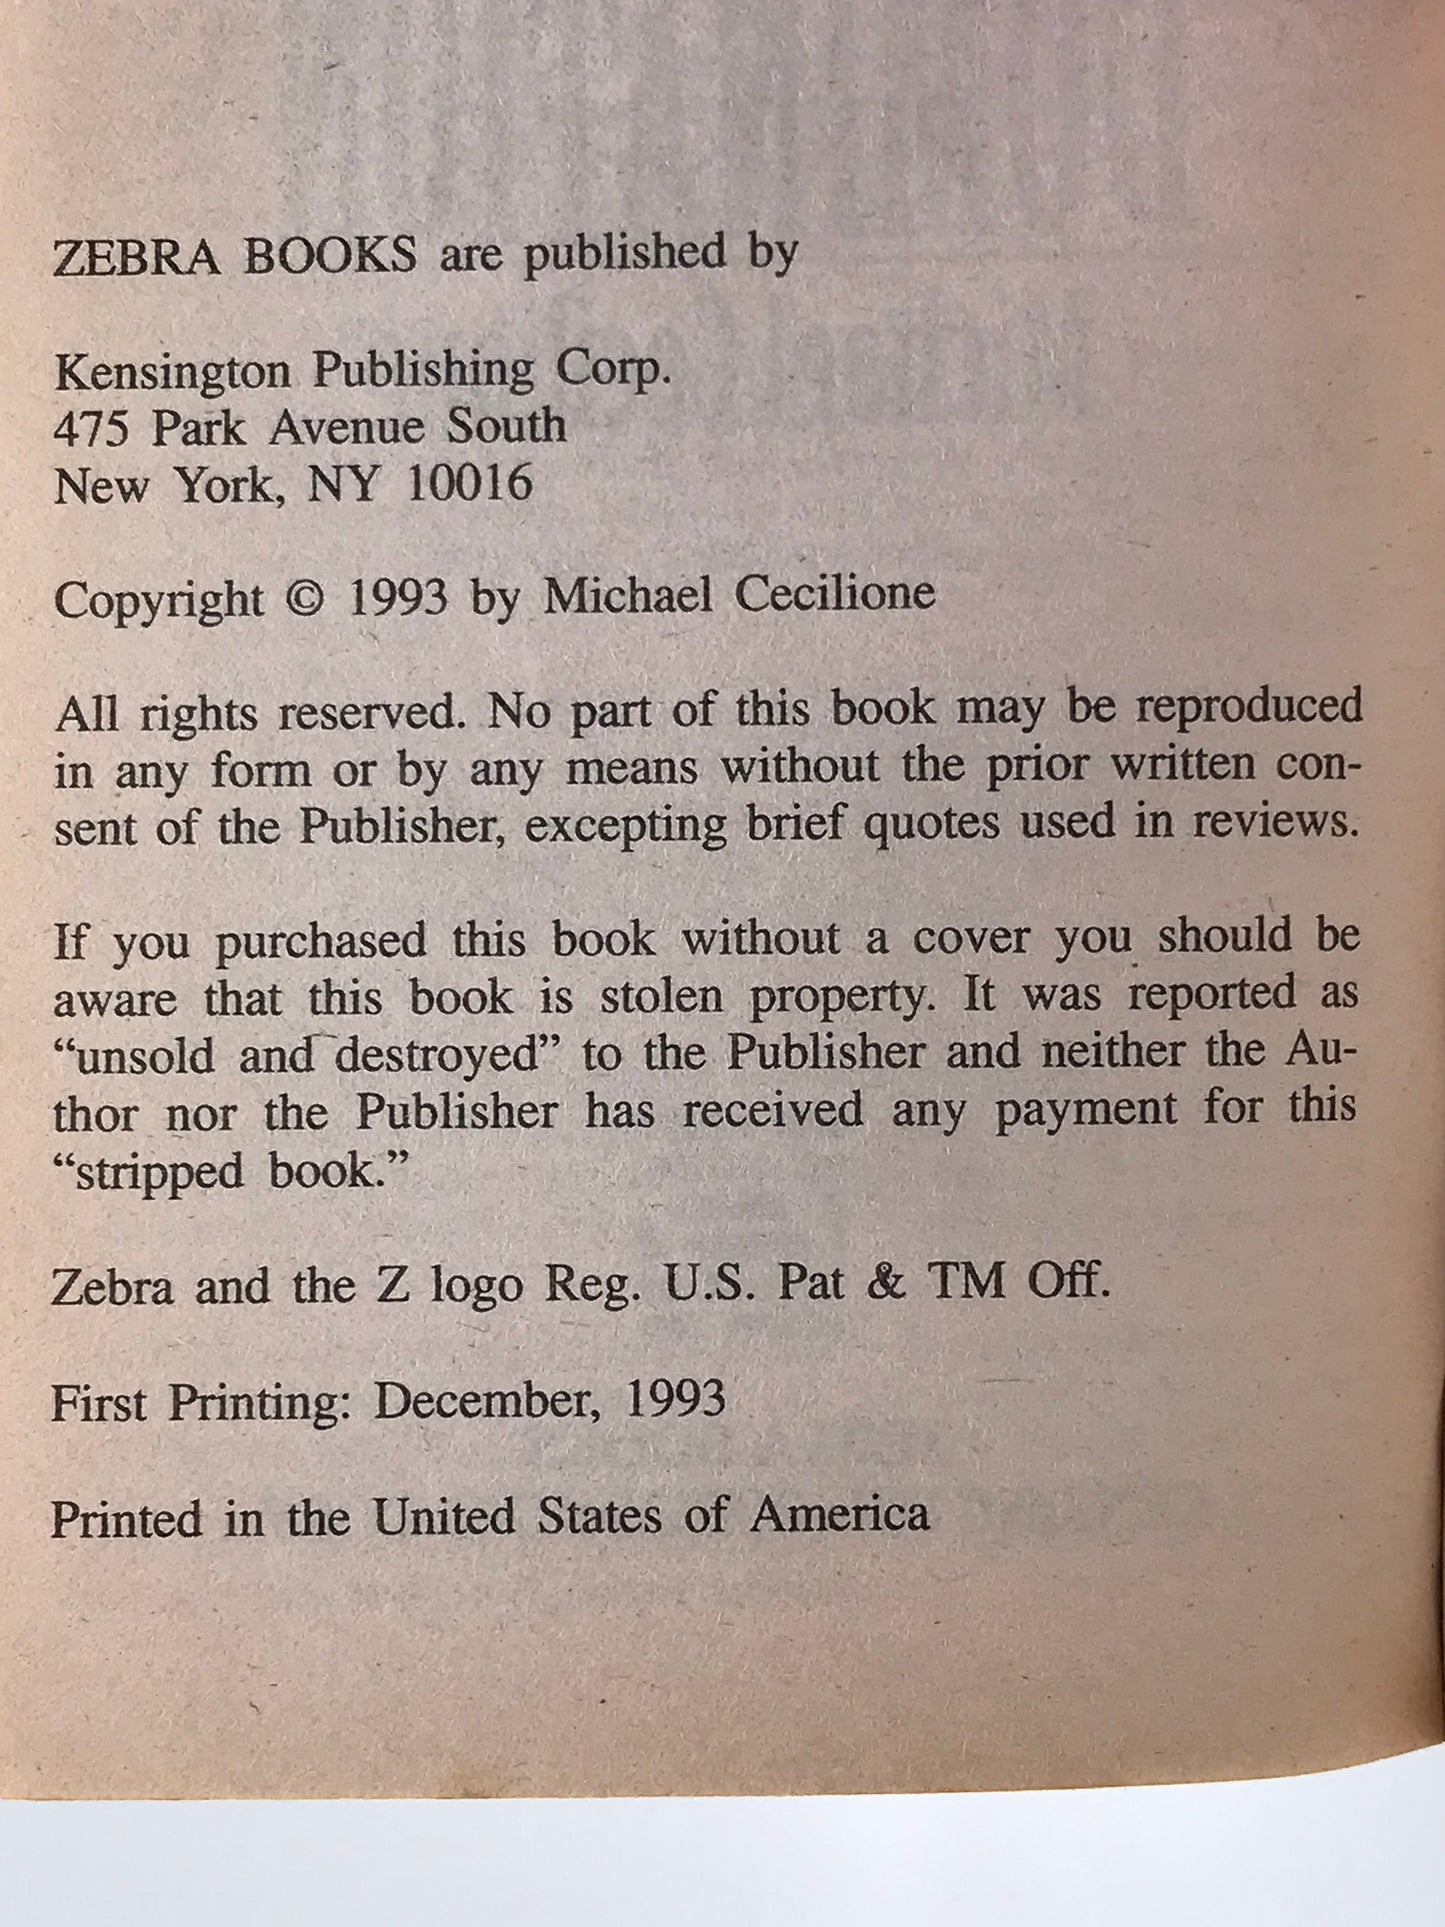 ZEBRA BOOKS are published by
Kensington Publishing Corp.
475 Park Avenue South
New York, NY 10016
Copyright © 1993 by Michael Cecilione
All rights reserved. No part of this book may be reproduced
in any form or by any means without the prior written con-
sent of the Publisher, excepting brief quotes used in reviews.
If you purchased this book without a cover you should be
aware that this book is stolen property. It was reported as
“unsold and destroyed” to the Publisher and neither the Au-
thor nor the Publisher has received any payment for this
“stripped book.”
Zebra and the Z logo Reg. U.S. Pat & TM Off.
First Printing: December, 1993
Printed in the United States of America